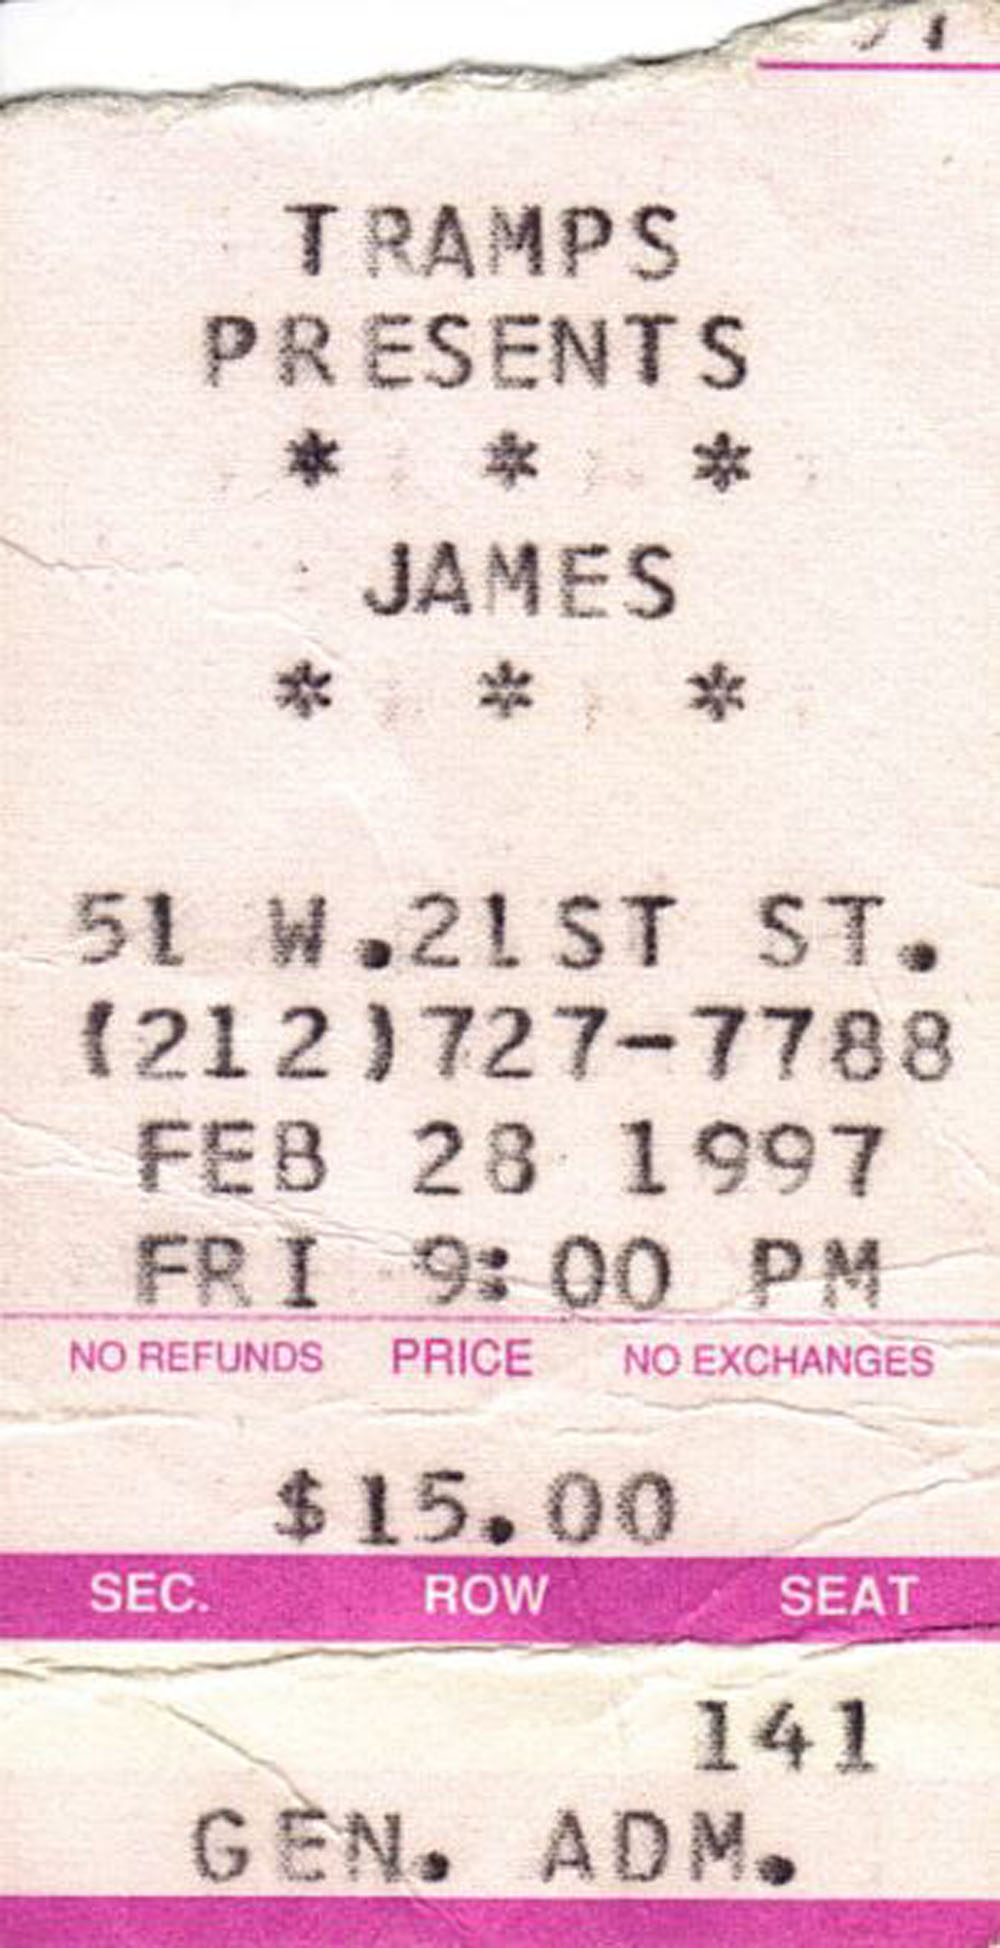 TRAMPS
PRESENTS
* * *
JAMES
* * *
51 W.21ST ST.
(212)727-7788
FEB 28 1997
FRI 9:00 PM
NO REFUNDS PRICE NO EXCHANGES
$15.00
SEC. ROW SEAT
141
GEN. ADM.